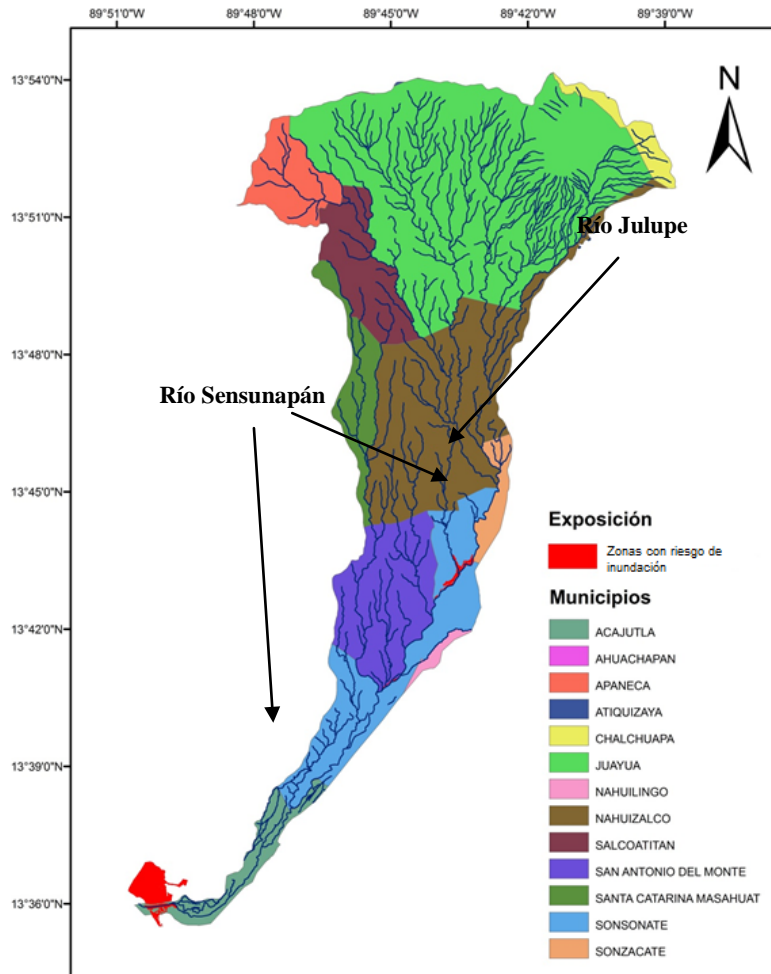 89°51'0"W 89°48'0"W 89°45'0"W 89°42'0"W 89°39'0"W
13°54'0"N
13°51'0"N
13°48'0"N
13°45'0"N
13°42'0"N
13°39'0"N
13°36'0"N
N
Río Julupe
Río Sensunapán
Exposición
Zonas con riesgo de
inundación
Municipios
ACAJUTLA
AHUACHAPAN
APANECA
ATIQUIZAYA
CHALCHUAPA
JUAYUA
NAHUILINGO
NAHUIZALCO
SALCOATITAN
SAN ANTONIO DEL MONTE
SANTA CATARINA MASAHUAT
SONSONATE
SONZACATE